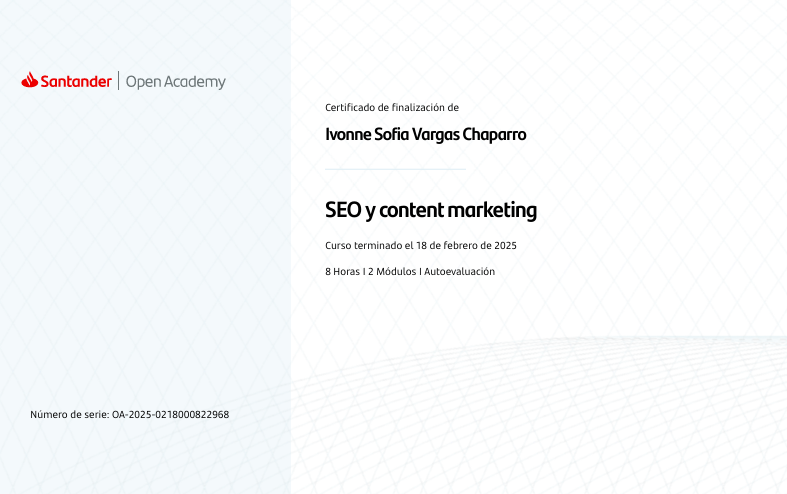 Santander | Open Academy
Certificado de finalización de
Ivonne Sofia Vargas Chaparro
SEO y content marketing
Curso terminado el 18 de febrero de 2025
8 Horas I 2 Módulos I Autoevaluación
Número de serie: OA-2025-0218000822968